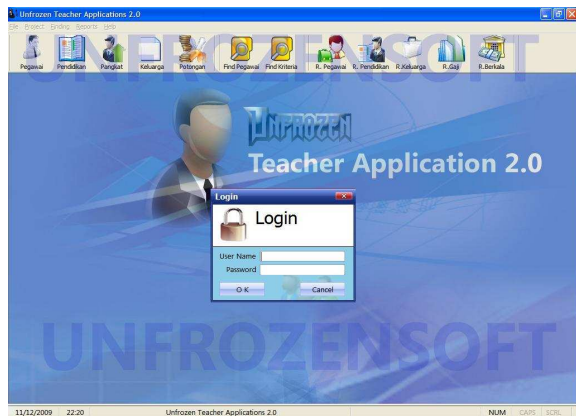 Unfrozen Teacher Applications 2.0
File Project Finding Reports Help
Pegawai Pendidikan Pangkat Keluarga Potongan Find Pegawai Find Kriteria R. Pegawai R. Pendidikan R.Keluarga R.Gaji R.Berkala
UNFROZENSOFT
UNFROZEN
Teacher Application 2.0
Login
Login
User Name
Password
O K Cancel
UNFROZENSOFT
11/12/2009 22:20 Unfrozen Teacher Applications 2.0 NUM CAPS SCRL